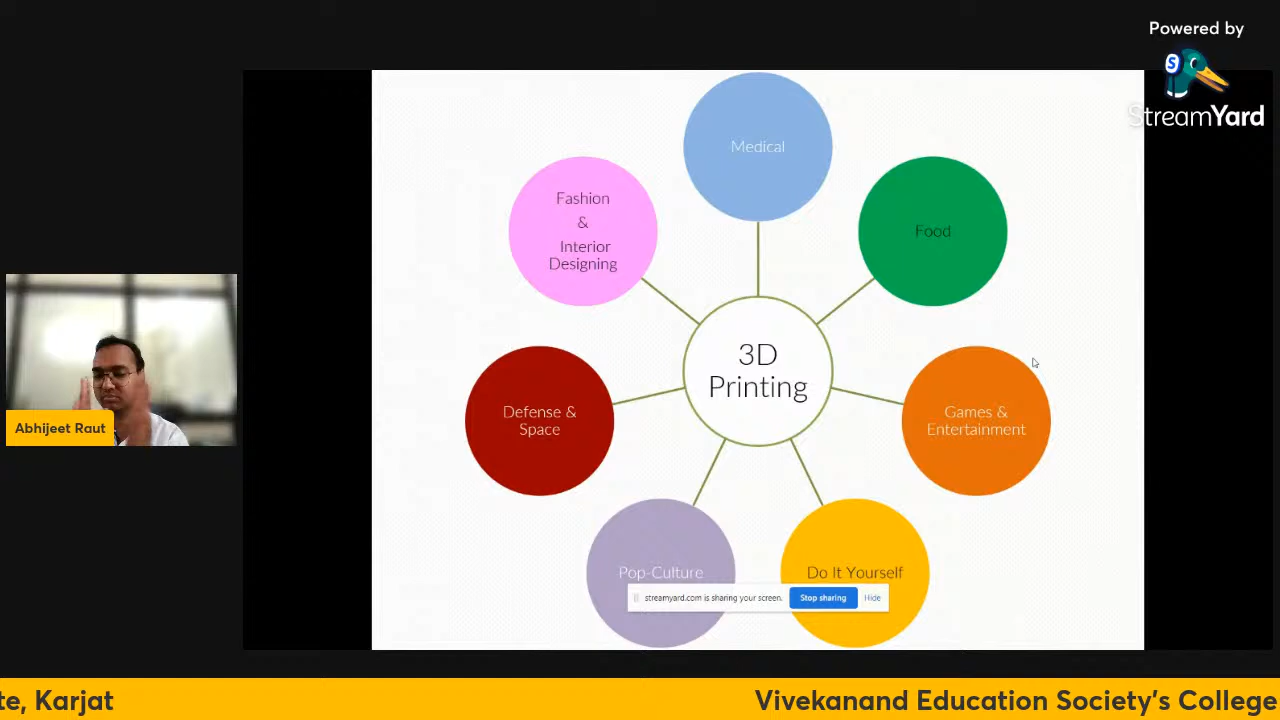 Powered by
S
StreamYard
Medical
Fashion
&
Interior
Designing
Food
3D
Printing
Defense &
Space
Games &
Entertainment
Abhijeet Raut
Pop-Culture
Do It Yourself
streamyard.com is sharing your screen.
Stop sharing
Hide
te, Karjat
Vivekanand Education Society's College